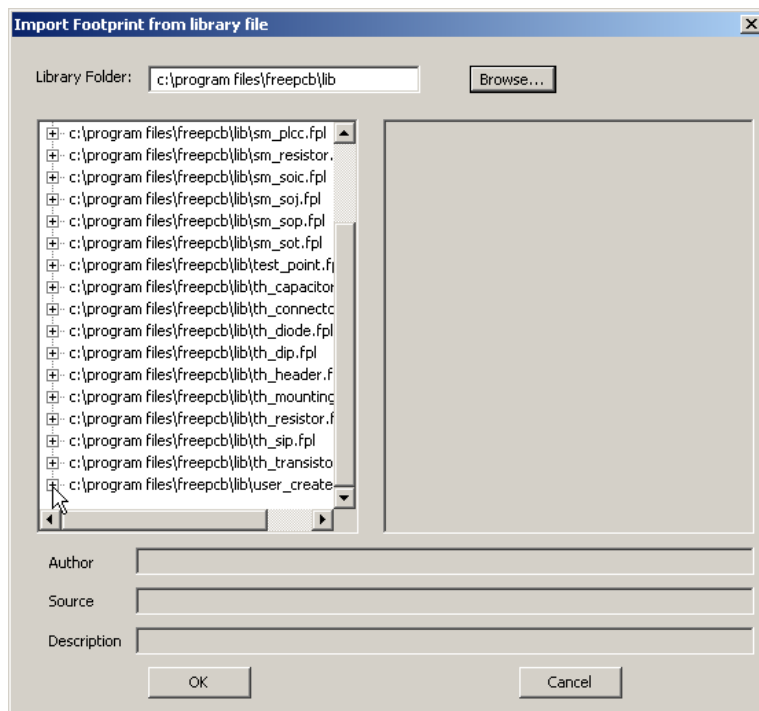 Import Footprint from library file
Library Folder: c:\program files\freepcb\lib Browse...
c:\program files\freepcb\lib\sm_plcc.fpl
c:\program files\freepcb\lib\sm_resistor.
c:\program files\freepcb\lib\sm_soic.fpl
c:\program files\freepcb\lib\sm_soj.fpl
c:\program files\freepcb\lib\sm_sop.fpl
c:\program files\freepcb\lib\sm_sot.fpl
c:\program files\freepcb\lib\test_point.f
c:\program files\freepcb\lib\th_capacitor
c:\program files\freepcb\lib\th_connecto
c:\program files\freepcb\lib\th_diode.fpl
c:\program files\freepcb\lib\th_dip.fpl
c:\program files\freepcb\lib\th_header.f
c:\program files\freepcb\lib\th_mounting
c:\program files\freepcb\lib\th_resistor.f
c:\program files\freepcb\lib\th_sip.fpl
c:\program files\freepcb\lib\th_transisto
c:\program files\freepcb\lib\user_create
Author
Source
Description
OK Cancel